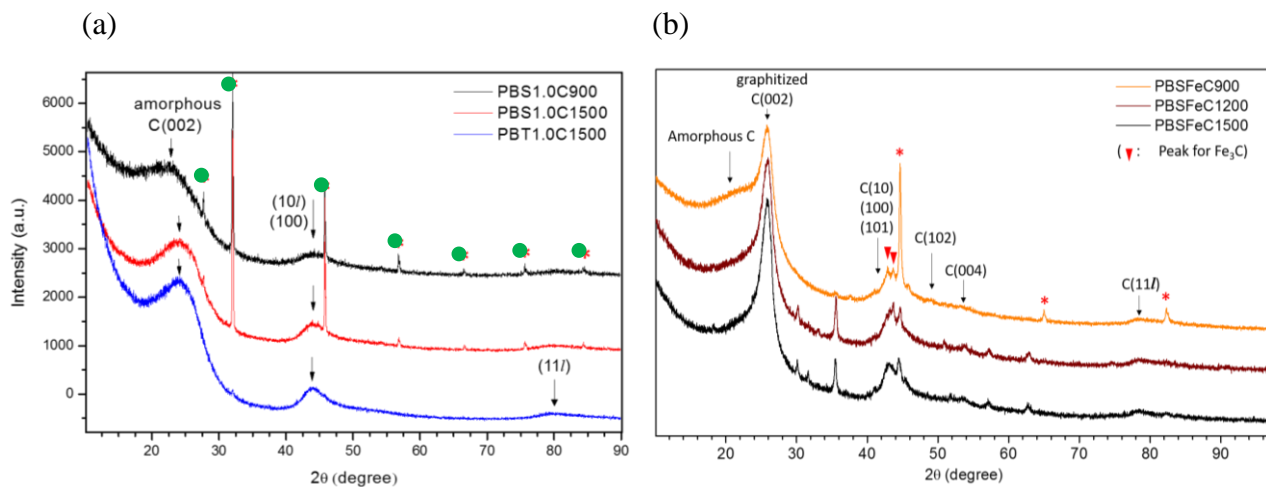 (a)
(b)
amorphous
C(002)
(10l)
(100)
(11l)
PBS1.0C900
PBS1.0C1500
PBT1.0C1500
6000
5000
4000
3000
2000
1000
0
Intensity (a.u.)
20 30 40 50 60 70 80 90
2θ (degree)
graphitized
C(002)
Amorphous C
C(10)
(100)
(101)
C(102)
C(004)
C(11l)
PBSFeC900
PBSFeC1200
PBSFeC1500
( : Peak for Fe₃C)
* * * *
20 30 40 50 60 70 80 90
2θ (degree)